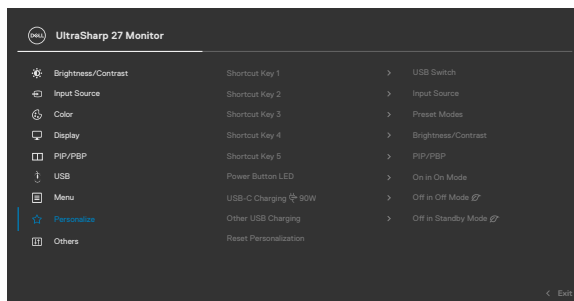 DELL UltraSharp 27 Monitor
Brightness/Contrast Shortcut Key 1 > USB Switch
Input Source Shortcut Key 2 > Input Source
Color Shortcut Key 3 > Preset Modes
Display Shortcut Key 4 > Brightness/Contrast
PIP/PBP Shortcut Key 5 > PIP/PBP
USB Power Button LED > On in On Mode
Menu USB-C Charging 90W > Off in Off Mode
Personalize Other USB Charging > Off in Standby Mode
Others Reset Personalization
< Exit